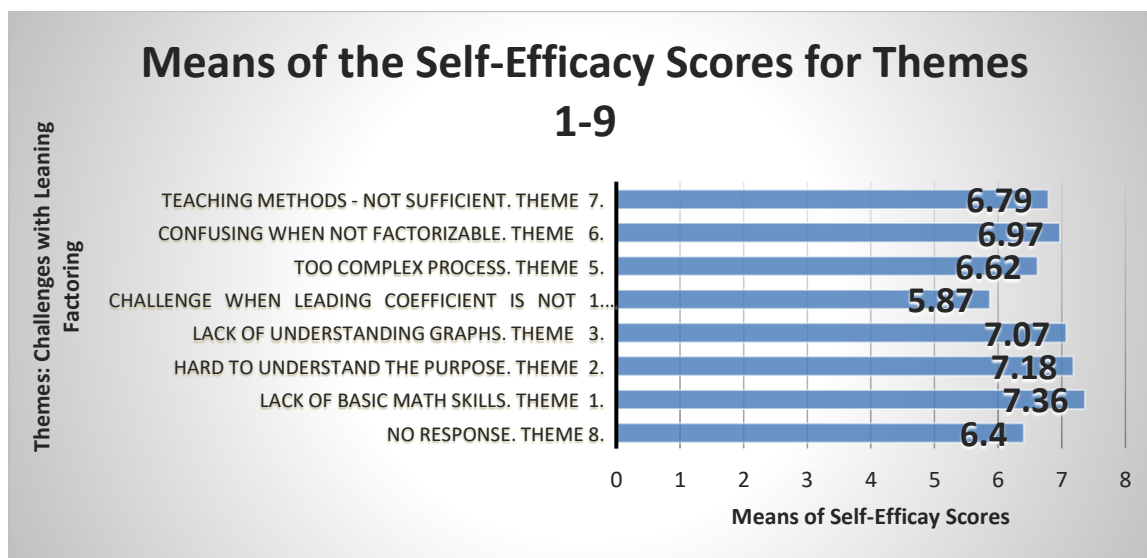 Means of the Self-Efficacy Scores for Themes
1-9
Themes: Challenges with Leaning
Factoring
TEACHING METHODS - NOT SUFFICIENT. THEME 7.
6.79
CONFUSING WHEN NOT FACTORIZABLE. THEME 6.
6.97
TOO COMPLEX PROCESS. THEME 5.
6.62
CHALLENGE WHEN LEADING COEFFICIENT IS NOT 1....
5.87
LACK OF UNDERSTANDING GRAPHS. THEME 3.
7.07
HARD TO UNDERSTAND THE PURPOSE. THEME 2.
7.18
LACK OF BASIC MATH SKILLS. THEME 1.
7.36
NO RESPONSE. THEME 8.
6.4
0 1 2 3 4 5 6 7 8
Means of Self-Efficay Scores